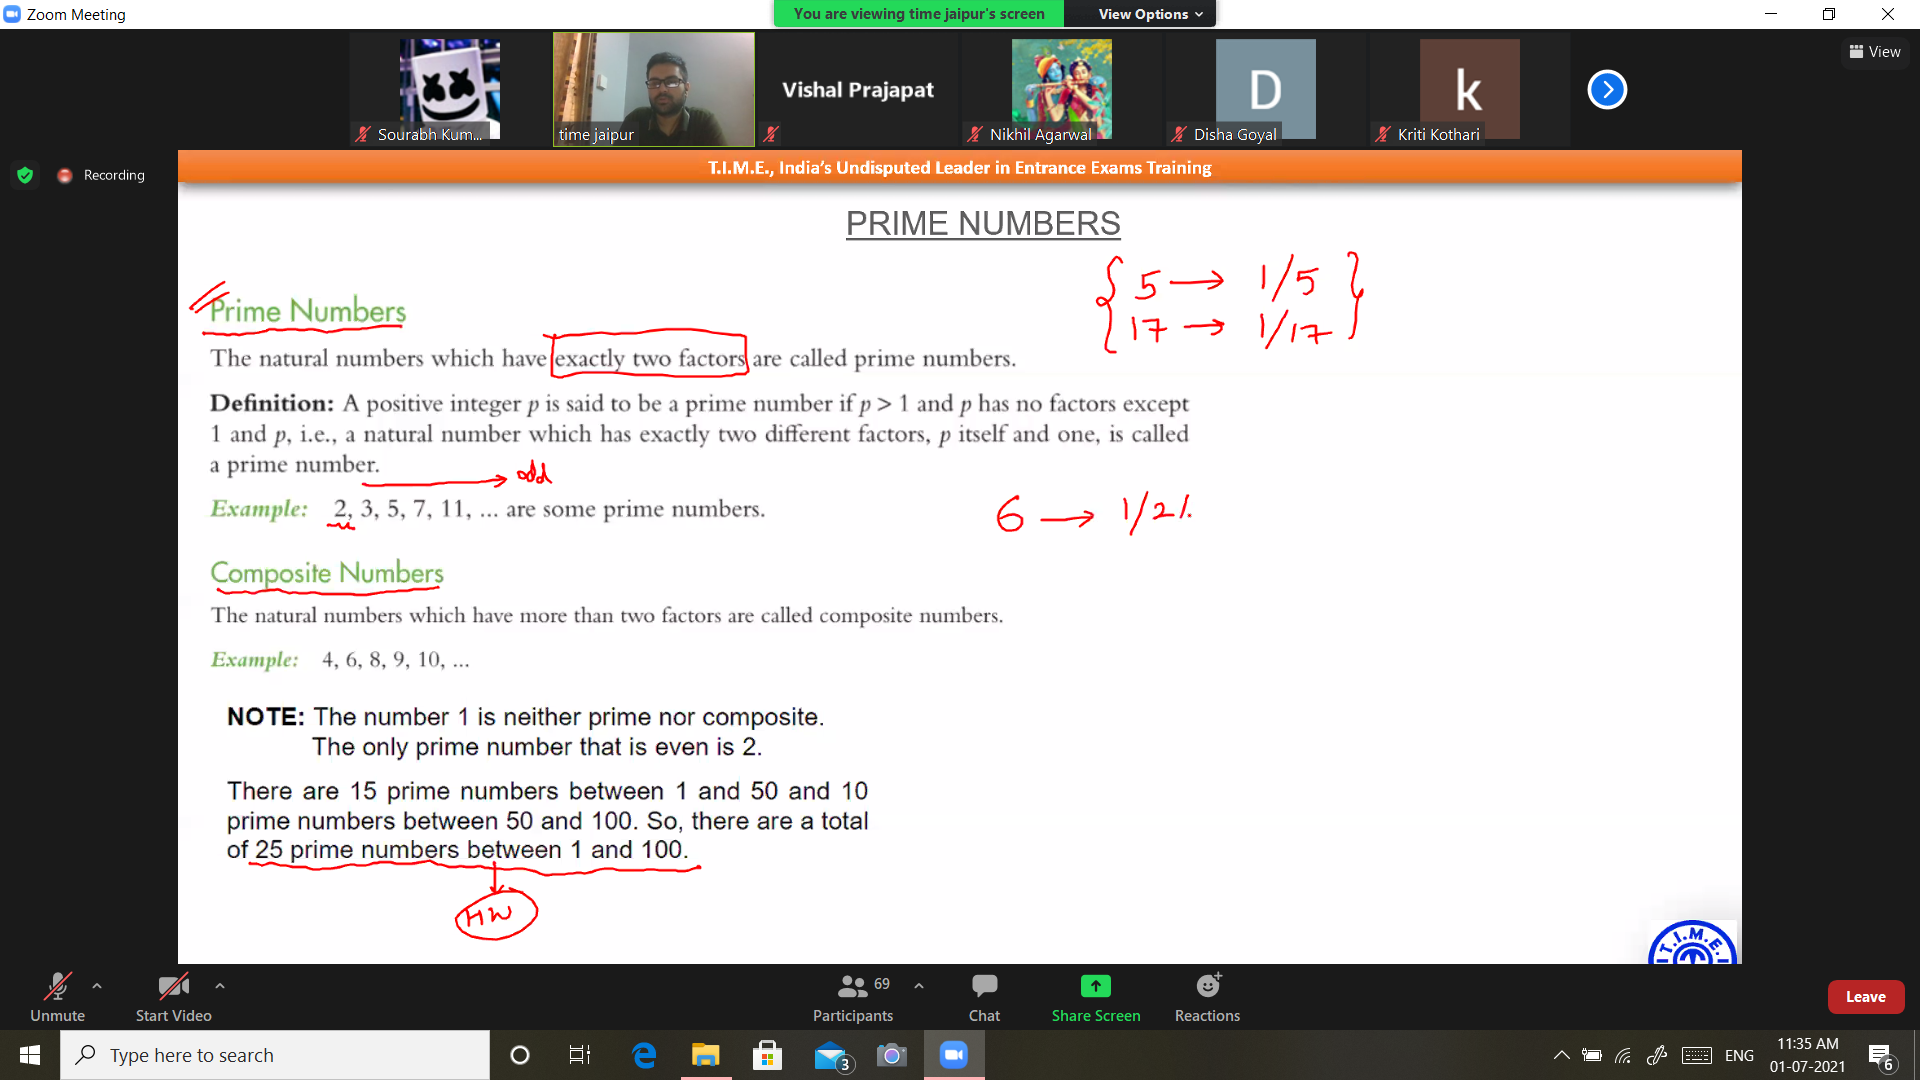 Zoom Meeting
You are viewing time jaipur's screen
View Options
View
Sourabh Kum...
time jaipur
Vishal Prajapat
Nikhil Agarwal
D
Disha Goyal
k
Kriti Kothari
Recording
T.I.M.E., India's Undisputed Leader in Entrance Exams Training
PRIME NUMBERS
{ 5 → 1/5 }
17 → 1/17
Prime Numbers
The natural numbers which have exactly two factors are called prime numbers.
Definition: A positive integer p is said to be a prime number if p > 1 and p has no factors except
1 and p, i.e., a natural number which has exactly two different factors, p itself and one, is called
a prime number.
odd
Example: 2, 3, 5, 7, 11, ... are some prime numbers.
6 → 1/2/
Composite Numbers
The natural numbers which have more than two factors are called composite numbers.
Example: 4, 6, 8, 9, 10, ...
NOTE: The number 1 is neither prime nor composite.
The only prime number that is even is 2.
There are 15 prime numbers between 1 and 50 and 10
prime numbers between 50 and 100. So, there are a total
of 25 prime numbers between 1 and 100.
HW
T.I.M.E.
Unmute
Start Video
69
Participants
Chat
Share Screen
Reactions
Leave
Type here to search
3
ENG
11:35 AM
01-07-2021
6